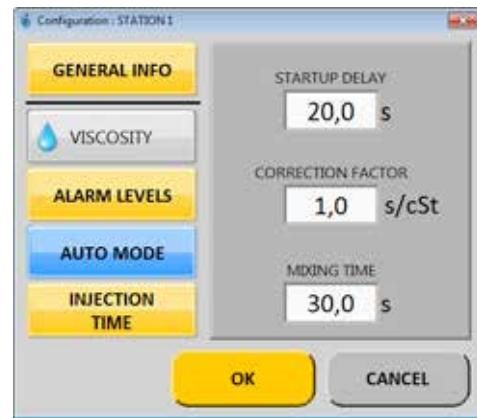 Configuration : STATION 1
GENERAL INFO
VISCOSITY
ALARM LEVELS
AUTO MODE
INJECTION
TIME
STARTUP DELAY
20,0 s
CORRECTION FACTOR
1,0 s/cSt
MIXING TIME
30,0 s
OK
CANCEL